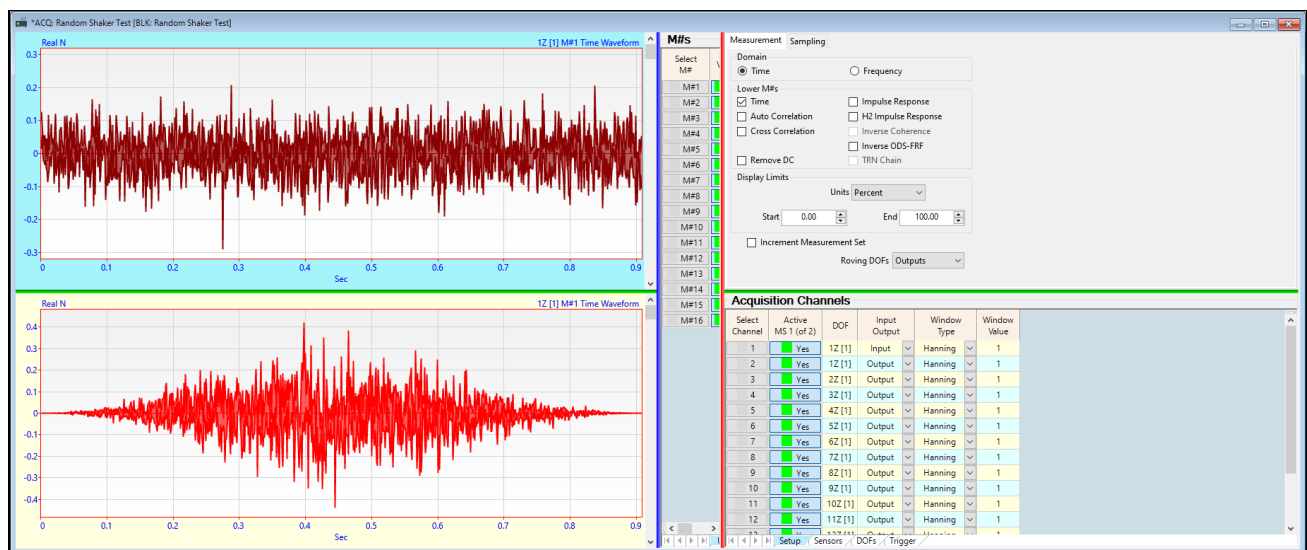 *ACQ: Random Shaker Test [BLK: Random Shaker Test]
Real N 1Z [1] M#1 Time Waveform
0.3
0.2
0.1
0
-0.1
-0.2
-0.3
0 0.1 0.2 0.3 0.4 0.5 0.6 0.7 0.8 0.9
Sec
Real N 1Z [1] M#1 Time Waveform
0.4
0.3
0.2
0.1
0
-0.1
-0.2
-0.3
-0.4
0 0.1 0.2 0.3 0.4 0.5 0.6 0.7 0.8 0.9
Sec
M#s
Select
M#
M#1
M#2
M#3
M#4
M#5
M#6
M#7
M#8
M#9
M#10
M#11
M#12
M#13
M#14
M#15
M#16
Measurement Sampling
Domain
Time Frequency
Lower M#s
Time Impulse Response
Auto Correlation H2 Impulse Response
Cross Correlation Inverse Coherence
Inverse ODS-FRF
Remove DC TRN Chain
Display Limits
Units Percent
Start 0.00 End 100.00
Increment Measurement Set
Roving DOFs Outputs
Acquisition Channels
Select Channel Active MS 1 (of 2) DOF Input Output Window Type Window Value
1 Yes 1Z [1] Input Hanning 1
2 Yes 1Z [1] Output Hanning 1
3 Yes 2Z [1] Output Hanning 1
4 Yes 3Z [1] Output Hanning 1
5 Yes 4Z [1] Output Hanning 1
6 Yes 5Z [1] Output Hanning 1
7 Yes 6Z [1] Output Hanning 1
8 Yes 7Z [1] Output Hanning 1
9 Yes 8Z [1] Output Hanning 1
10 Yes 9Z [1] Output Hanning 1
11 Yes 10Z [1] Output Hanning 1
12 Yes 11Z [1] Output Hanning 1
Setup Sensors DOFs Trigger